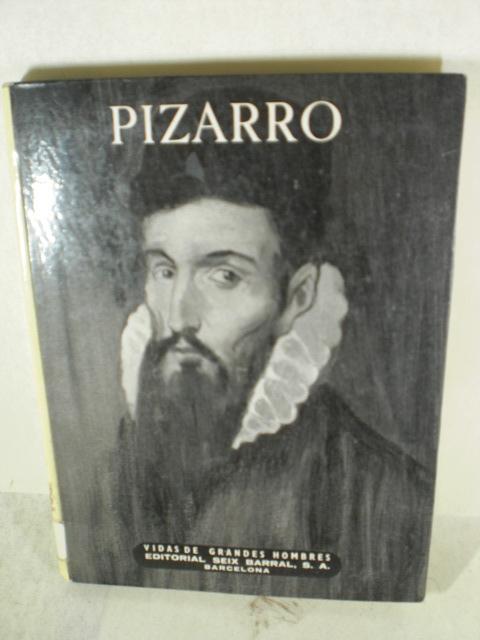 PIZARRO
VIDAS DE GRANDES HOMBRES
EDITORIAL SEIX BARRAL, S. A.
BARCELONA